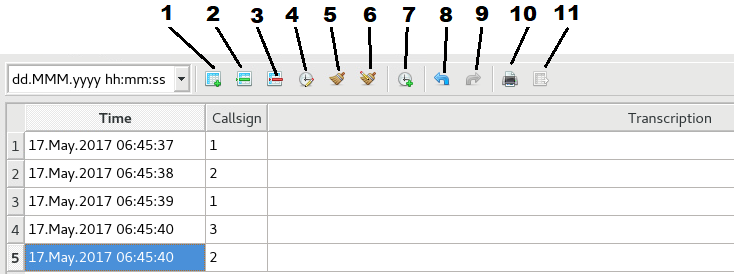 1 2 3 4 5 6 7 8 9 10 11
dd.MMM.yyyy hh:mm:ss
Time Callsign Transcription
1 17.May.2017 06:45:37 1
2 17.May.2017 06:45:38 2
3 17.May.2017 06:45:39 1
4 17.May.2017 06:45:40 3
5 17.May.2017 06:45:40 2